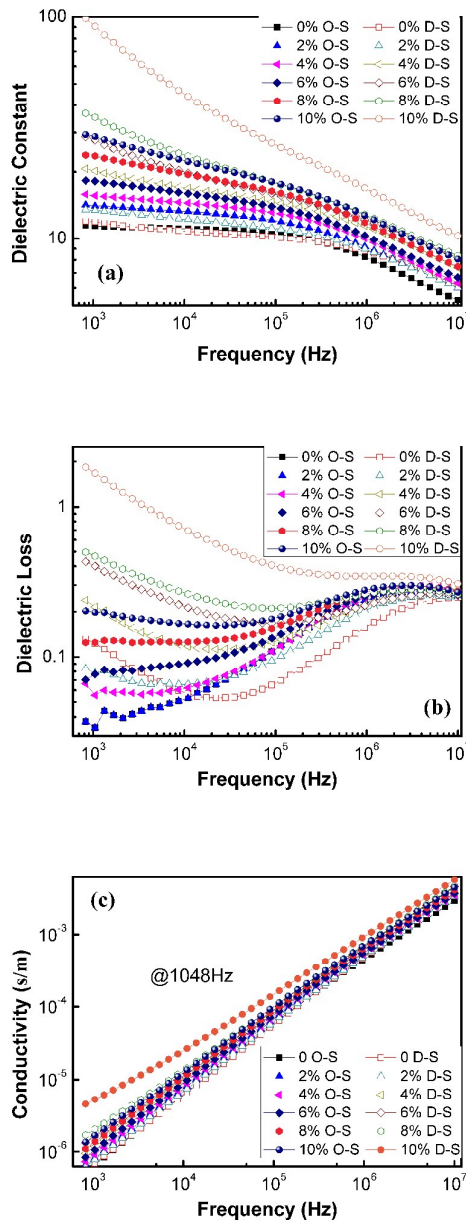 100
10
Dielectric Constant
0% O-S 0% D-S
2% O-S 2% D-S
4% O-S 4% D-S
6% O-S 6% D-S
8% O-S 8% D-S
10% O-S 10% D-S
(a)
10³ 10⁴ 10⁵ 10⁶ 10⁷
Frequency (Hz)
1
0.1
Dielectric Loss
0% O-S 0% D-S
2% O-S 2% D-S
4% O-S 4% D-S
6% O-S 6% D-S
8% O-S 8% D-S
10% O-S 10% D-S
(b)
10³ 10⁴ 10⁵ 10⁶ 10⁷
Frequency (Hz)
(c)
10⁻³
10⁻⁴
10⁻⁵
10⁻⁶
Conductivity (s/m)
@1048Hz
0 O-S 0 D-S
2% O-S 2% D-S
4% O-S 4% D-S
6% O-S 6% D-S
8% O-S 8% D-S
10% O-S 10% D-S
10³ 10⁴ 10⁵ 10⁶ 10⁷
Frequency (Hz)